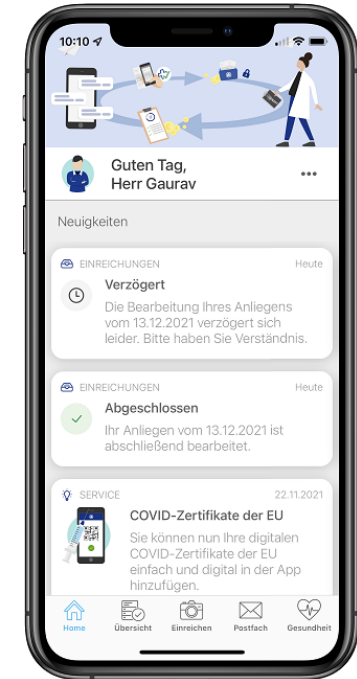 10:10
Guten Tag,
Herr Gaurav
Neuigkeiten
EINREICHUNGEN
Heute
Verzögert
Die Bearbeitung Ihres Anliegens
vom 13.12.2021 verzögert sich
leider. Bitte haben Sie Verständnis.
EINREICHUNGEN
Heute
Abgeschlossen
Ihr Anliegen vom 13.12.2021 ist
abschließend bearbeitet.
SERVICE
22.11.2021
COVID-Zertifikate der EU
Sie können nun Ihre digitalen
COVID-Zertifikate der EU
einfach und digital in der App
hinzufügen.
Home
Übersicht
Einreichen
Postfach
Gesundheit